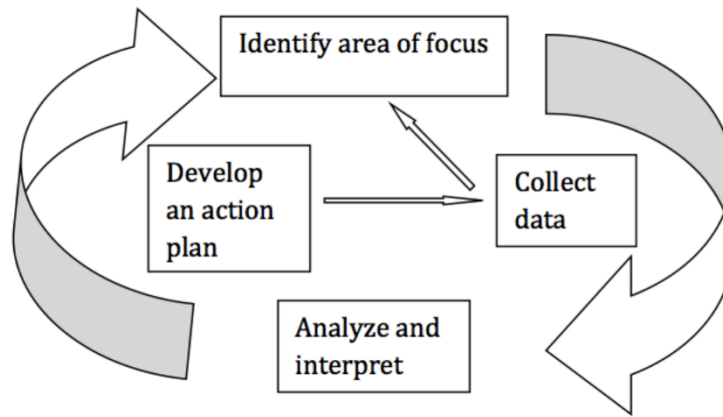 Identify area of focus
Develop
an action
plan
Collect
data
Analyze and
interpret